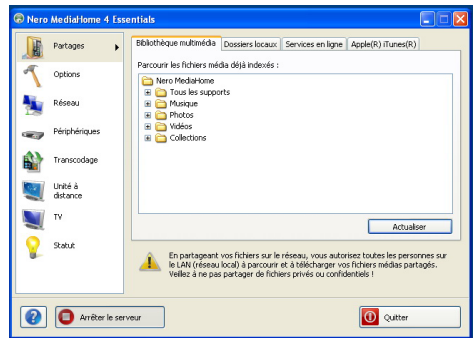 Nero MediaHome 4 Essentials
Partages
Options
Réseau
Périphériques
Transcodage
Unité à
distance
TV
Statut
Bibliothèque multimédia
Dossiers locaux
Services en ligne
Apple(R) iTunes(R)
Parcourir les fichiers média déjà indexés :
Nero MediaHome
Tous les supports
Musique
Photos
Vidéos
Collections
Actualiser
En partageant vos fichiers sur le réseau, vous autorisez toutes les personnes sur
le LAN (réseau local) à parcourir et à télécharger vos fichiers médias partagés.
Veillez à ne pas partager de fichiers privés ou confidentiels !
Arrêter le serveur
Quitter